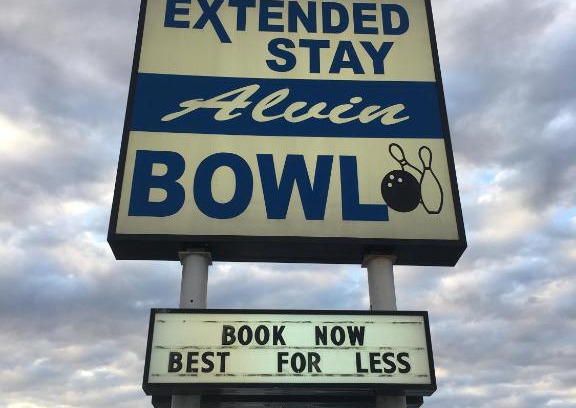 EXTENDED
STAY
Alvin
BOWL
BOOK NOW
BEST FOR LESS